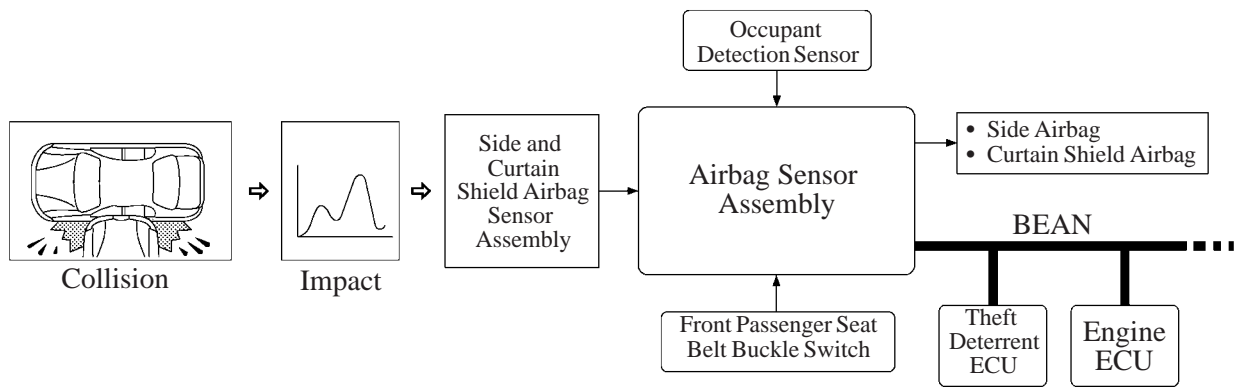 Collision
Impact
Side and
Curtain
Shield Airbag
Sensor
Assembly
Occupant
Detection Sensor
Airbag Sensor
Assembly
Front Passenger Seat
Belt Buckle Switch
• Side Airbag
• Curtain Shield Airbag
BEAN
Theft
Deterrent
ECU
Engine
ECU